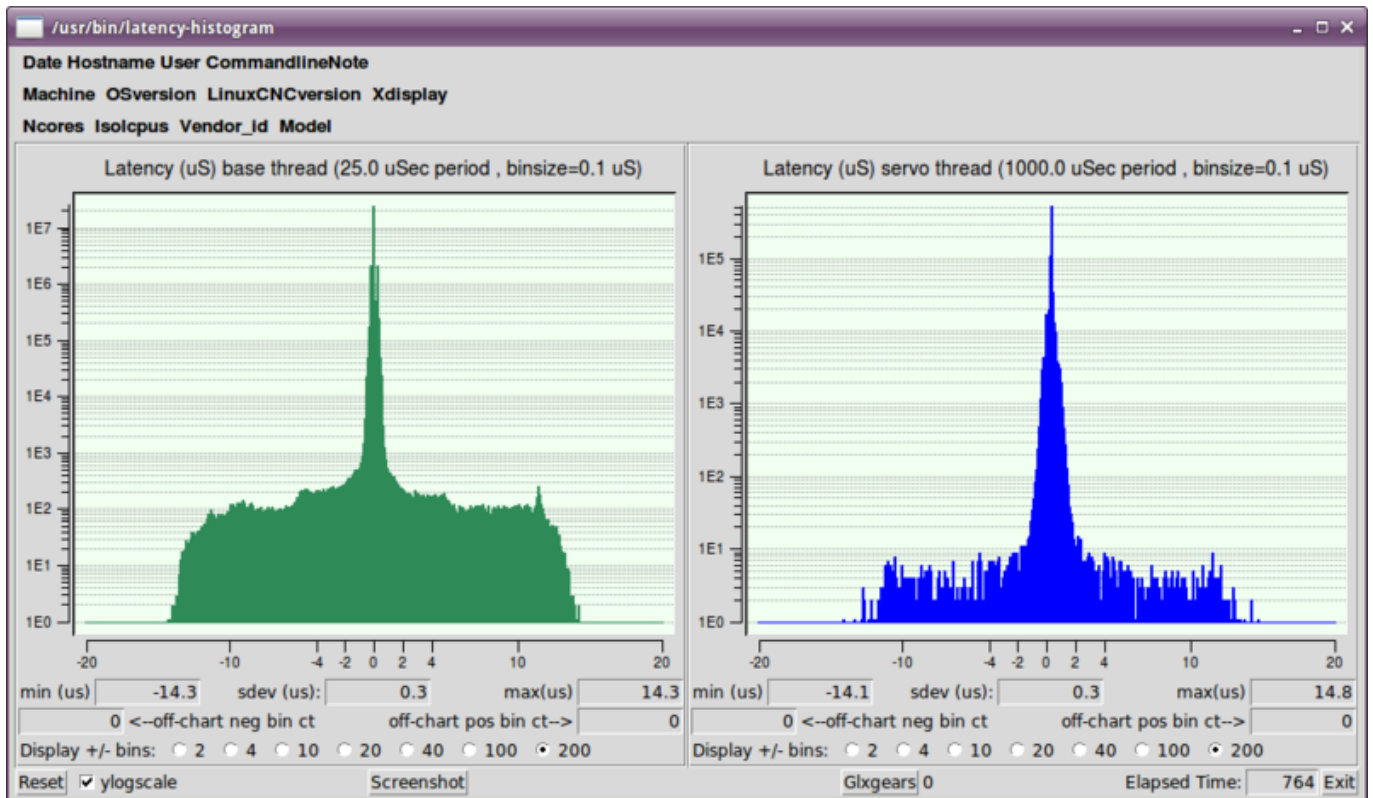 /usr/bin/latency-histogram
Date Hostname User CommandlineNote
Machine OSversion LinuxCNCversion Xdisplay
Ncores Isolcpus Vendor_id Model
Latency (uS) base thread (25.0 uSec period , binsize=0.1 uS)
1E7
1E6
1E5
1E4
1E3
1E2
1E1
1E0
-20 -10 -4 -2 0 2 4 10 20
min (us) -14.3 sdev (us): 0.3 max(us) 14.3
0 <--off-chart neg bin ct off-chart pos bin ct--> 0
Display +/- bins: 2 4 10 20 40 100 200
Latency (uS) servo thread (1000.0 uSec period , binsize=0.1 uS)
1E5
1E4
1E3
1E2
1E1
1E0
-20 -10 -4 -2 0 2 4 10 20
min (us) -14.1 sdev (us): 0.3 max(us) 14.8
0 <--off-chart neg bin ct off-chart pos bin ct--> 0
Display +/- bins: 2 4 10 20 40 100 200
Reset ylogscale Screenshot Glxgears 0 Elapsed Time: 764 Exit